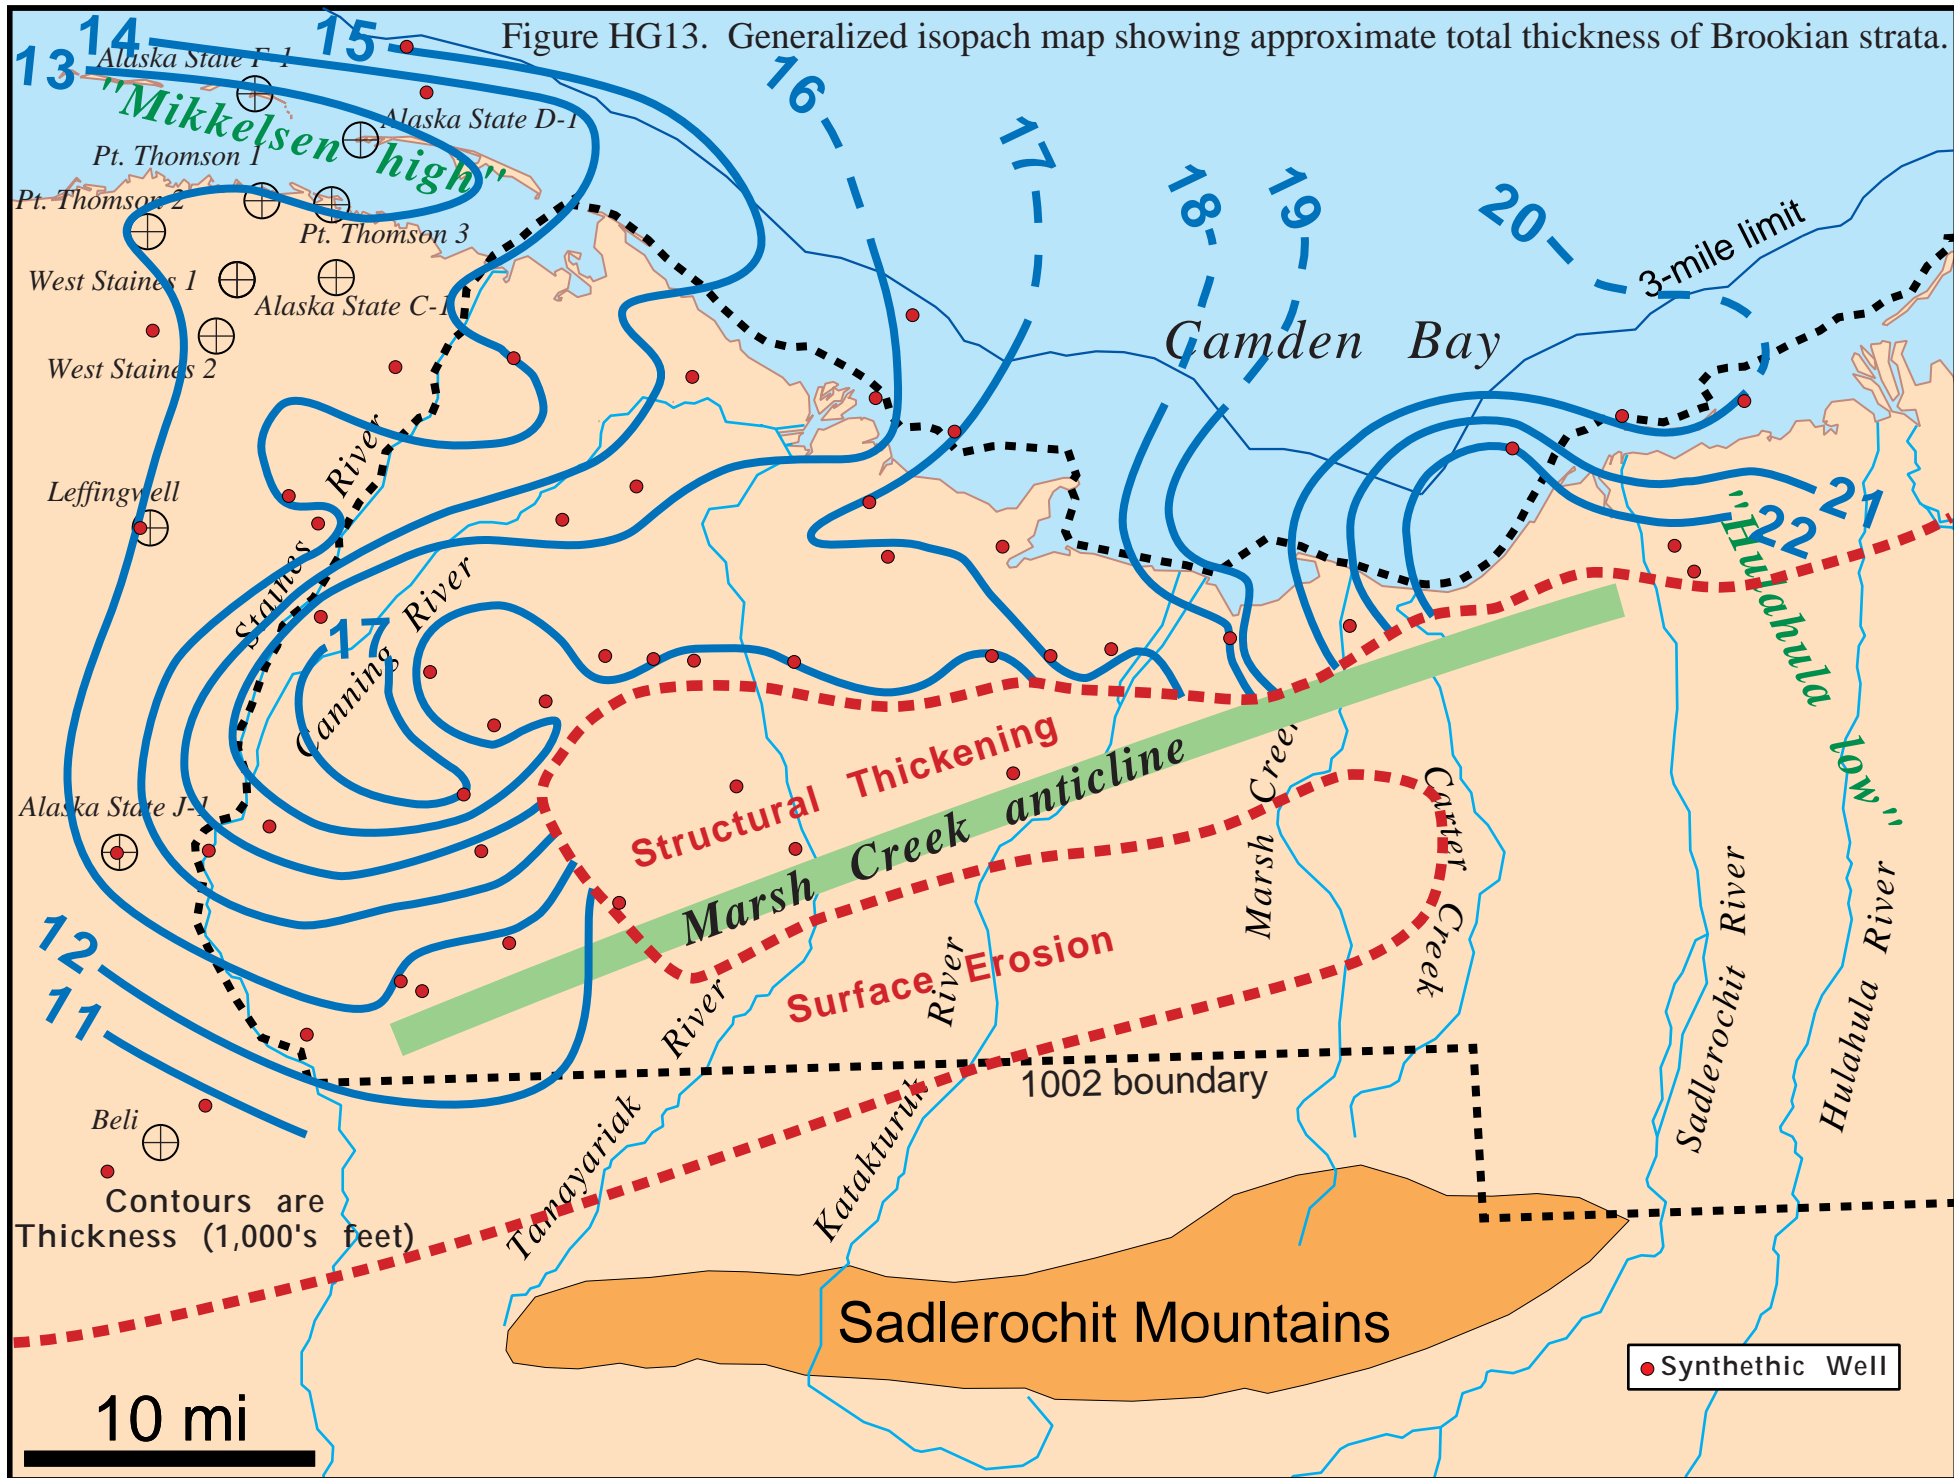 Figure HG13.  Generalized isopach map showing approximate total thickness of Brookian strata.
13
14
15
16
17
18
19
20
Alaska State F-1
"Mikkelsen high"
Alaska State D-1
Pt. Thomson 1
Pt. Thomson 2
Pt. Thomson 3
West Staines 1
Alaska State C-1
West Staines 2
3-mile limit
Camden Bay
Leffingwell
Staines River
Canning River
17
21
22
"Hulahula low"
Alaska State J-1
Structural Thickening
Marsh Creek anticline
Marsh Creek
Carter Creek
Surface Erosion
12
11
Tamayariak River
Katakturuk River
Sadlerochit River
Hulahula River
1002 boundary
Beli
Contours are
Thickness (1,000's feet)
Sadlerochit Mountains
Synthethic Well
10 mi